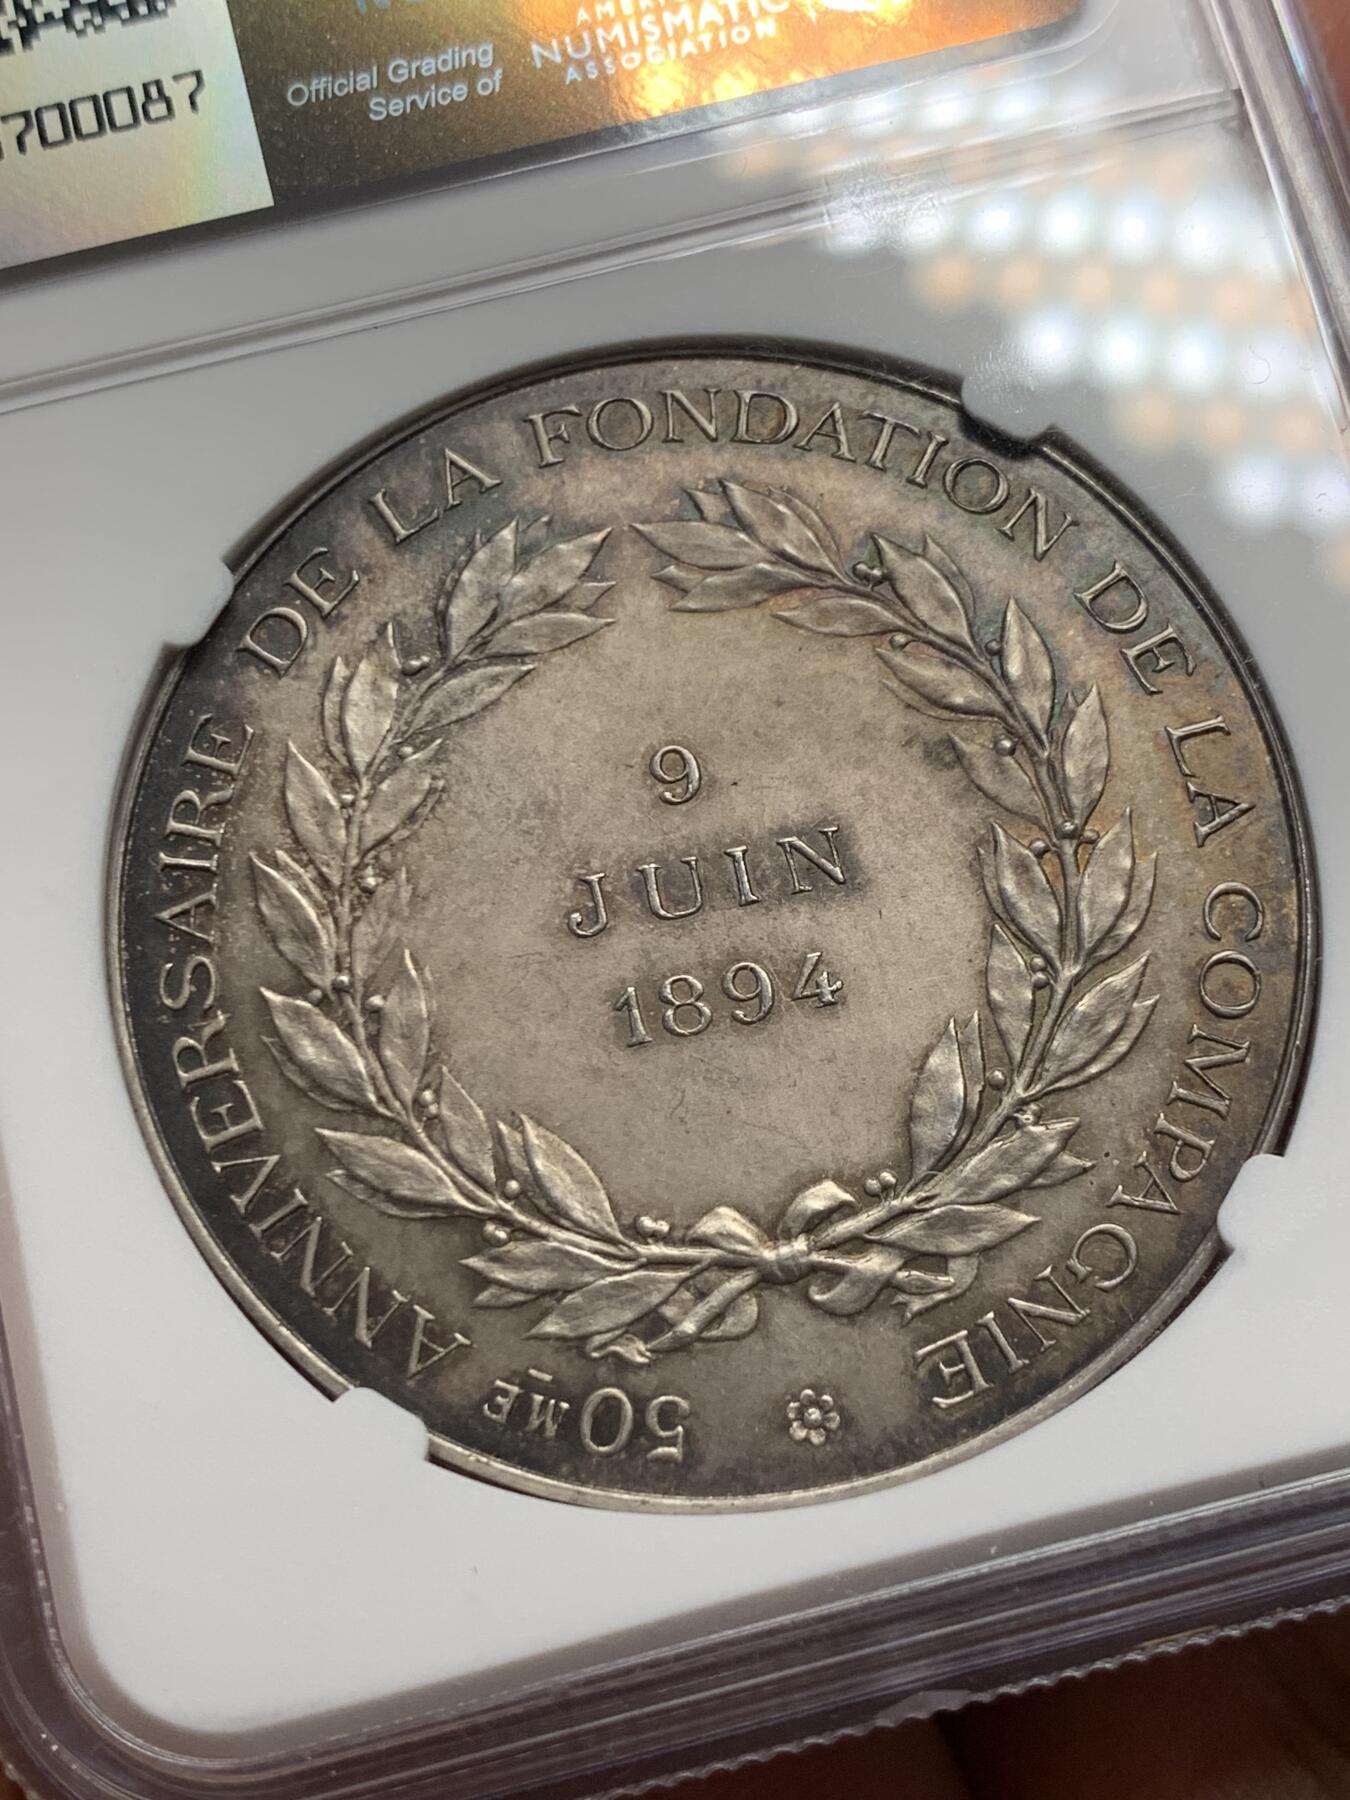 700087
Official Grading
Service of
NUMISMATIC
ASSOCIATION
50ME ANNIVERSAIRE DE LA FONDATION DE LA COMPAGNIE
9
JUIN
1894